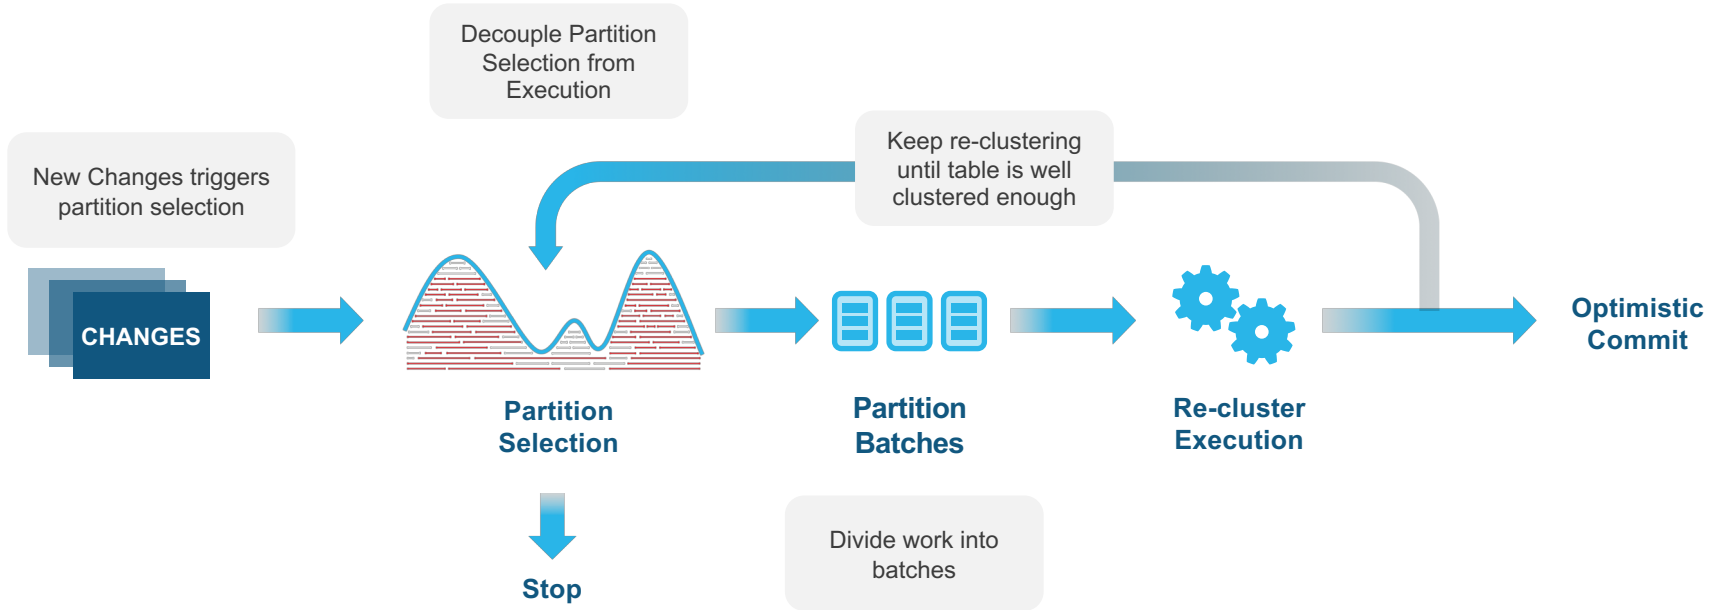 Decouple Partition
Selection from
Execution
Keep re-clustering
until table is well
clustered enough
New Changes triggers
partition selection
CHANGES
Optimistic
Commit
Partition
Selection
Partition
Batches
Re-cluster
Execution
Divide work into
batches
Stop